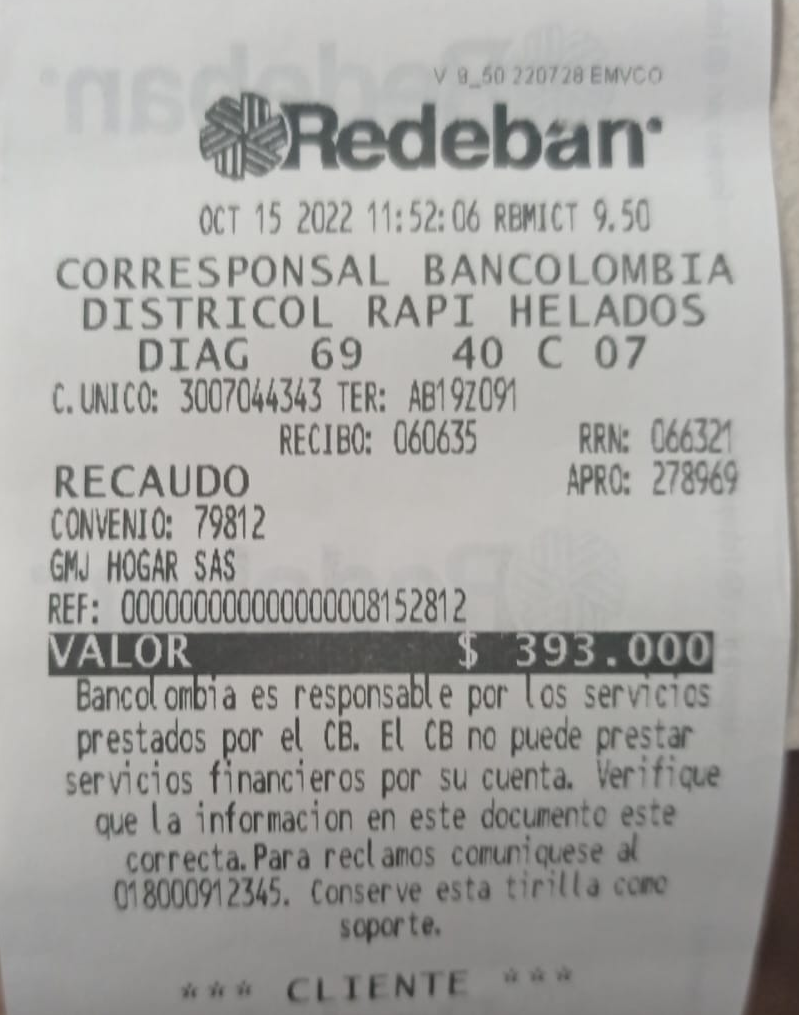 V 9_50 220728 EMVCO
Redeban
OCT 15 2022 11:52:06 RBMICT 9.50
CORRESPONSAL BANCOLOMBIA
DISTRICOL RAPI HELADOS
DIAG 69 40 C 07
C. UNICO: 3007044343 TER: AB19Z091
RECIBO: 060635 RRN: 066321
RECAUDO APRO: 278969
CONVENIO: 79812
GMJ HOGAR SAS
REF: 00000000000000008152812
VALOR $ 393.000
Bancolombia es responsable por los servicios
prestados por el CB. El CB no puede prestar
servicios financieros por su cuenta. Verifique
que la informacion en este documento este
correcta. Para reclamos comuniquese al
018000912345. Conserve esta tirilla como
soporte.
*** CLIENTE ***